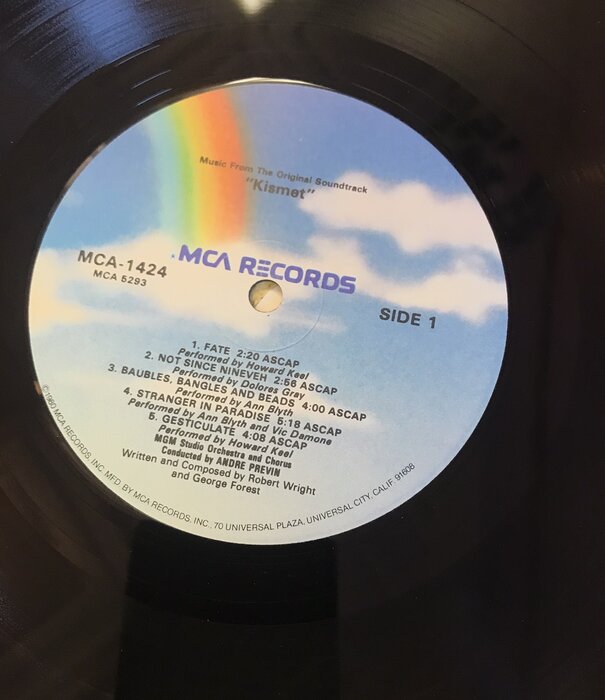 Music From The Original Soundtrack
"Kismet"
MCA RECORDS
MCA-1424
MCA 5293
SIDE 1
1. FATE 2:20 ASCAP
Performed by Howard Keel
2. NOT SINCE NINEVEH 2:56 ASCAP
Performed by Dolores Gray
3. BAUBLES, BANGLES AND BEADS 4:00 ASCAP
Performed by Ann Blyth
4. STRANGER IN PARADISE 5:18 ASCAP
Performed by Ann Blyth and Vic Damone
5. GESTICULATE 4:08 ASCAP
Performed by Howard Keel
MGM Studio Orchestra and Chorus
Conducted by ANDRE PREVIN
Written and Composed by Robert Wright
and George Forest
©1980 MCA RECORDS, INC. MFD. BY MCA RECORDS, INC., 70 UNIVERSAL PLAZA, UNIVERSAL CITY, CALIF. 91608